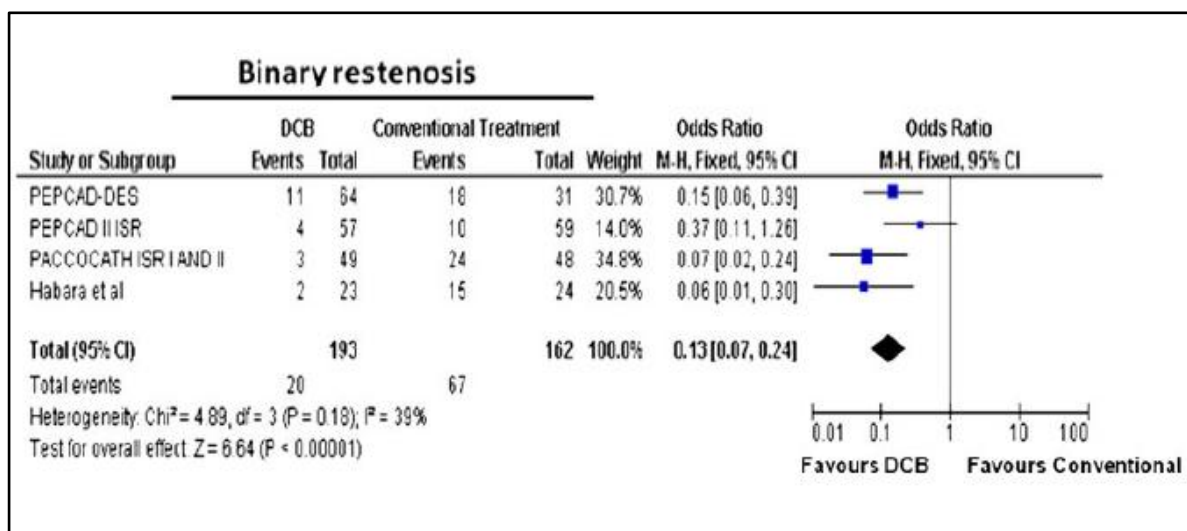 Binary restenosis
DCB Conventional Treatment Odds Ratio Odds Ratio
Study or Subgroup Events Total Events Total Weight M-H, Fixed, 95% CI M-H, Fixed, 95% CI
PEPCAD-DES 11 64 18 31 30.7% 0.15 [0.06, 0.39]
PEPCAD II ISR 4 57 10 59 14.0% 0.37 [0.11, 1.26]
PACCOCATH ISR I AND II 3 49 24 48 34.8% 0.07 [0.02, 0.24]
Habara et al 2 23 15 24 20.5% 0.06 [0.01, 0.30]
Total (95% CI) 193 162 100.0% 0.13 [0.07, 0.24]
Total events 20 67
Heterogeneity: Chi² = 4.89, df = 3 (P = 0.18); I² = 39%
Test for overall effect: Z = 6.64 (P < 0.00001)
0.01 0.1 1 10 100
Favours DCB Favours Conventional